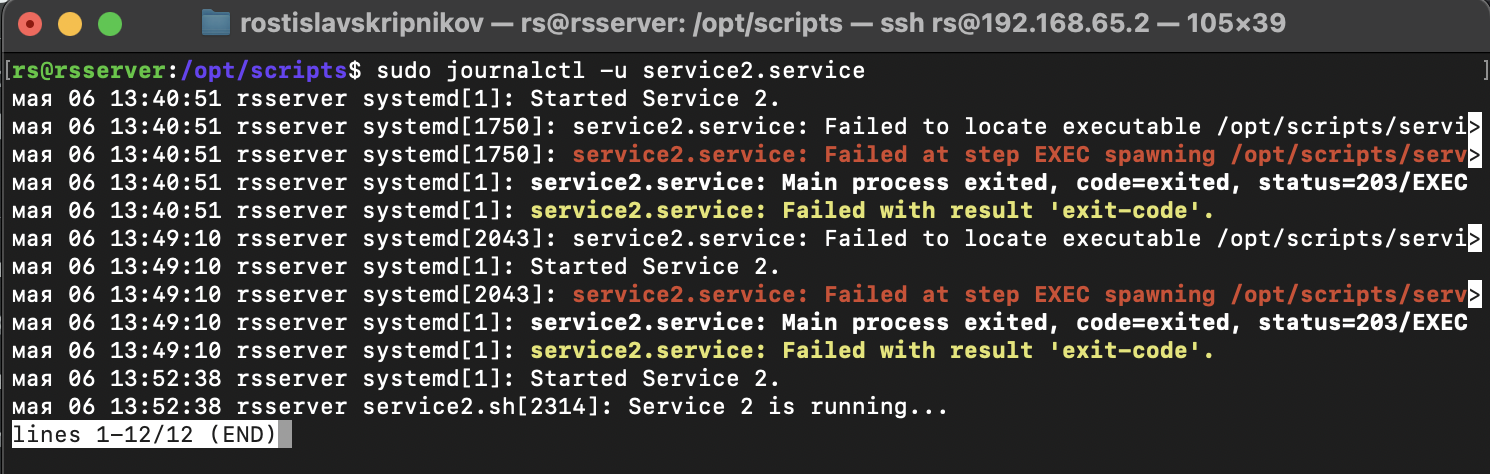 rostislavskripnikov — rs@rsserver: /opt/scripts — ssh rs@192.168.65.2 — 105×39
[rs@rsserver:/opt/scripts$ sudo journalctl -u service2.service ]
мая 06 13:40:51 rsserver systemd[1]: Started Service 2.
мая 06 13:40:51 rsserver systemd[1750]: service2.service: Failed to locate executable /opt/scripts/servi>
мая 06 13:40:51 rsserver systemd[1750]: service2.service: Failed at step EXEC spawning /opt/scripts/serv>
мая 06 13:40:51 rsserver systemd[1]: service2.service: Main process exited, code=exited, status=203/EXEC
мая 06 13:40:51 rsserver systemd[1]: service2.service: Failed with result 'exit-code'.
мая 06 13:49:10 rsserver systemd[2043]: service2.service: Failed to locate executable /opt/scripts/servi>
мая 06 13:49:10 rsserver systemd[1]: Started Service 2.
мая 06 13:49:10 rsserver systemd[2043]: service2.service: Failed at step EXEC spawning /opt/scripts/serv>
мая 06 13:49:10 rsserver systemd[1]: service2.service: Main process exited, code=exited, status=203/EXEC
мая 06 13:49:10 rsserver systemd[1]: service2.service: Failed with result 'exit-code'.
мая 06 13:52:38 rsserver systemd[1]: Started Service 2.
мая 06 13:52:38 rsserver service2.sh[2314]: Service 2 is running...
lines 1-12/12 (END)